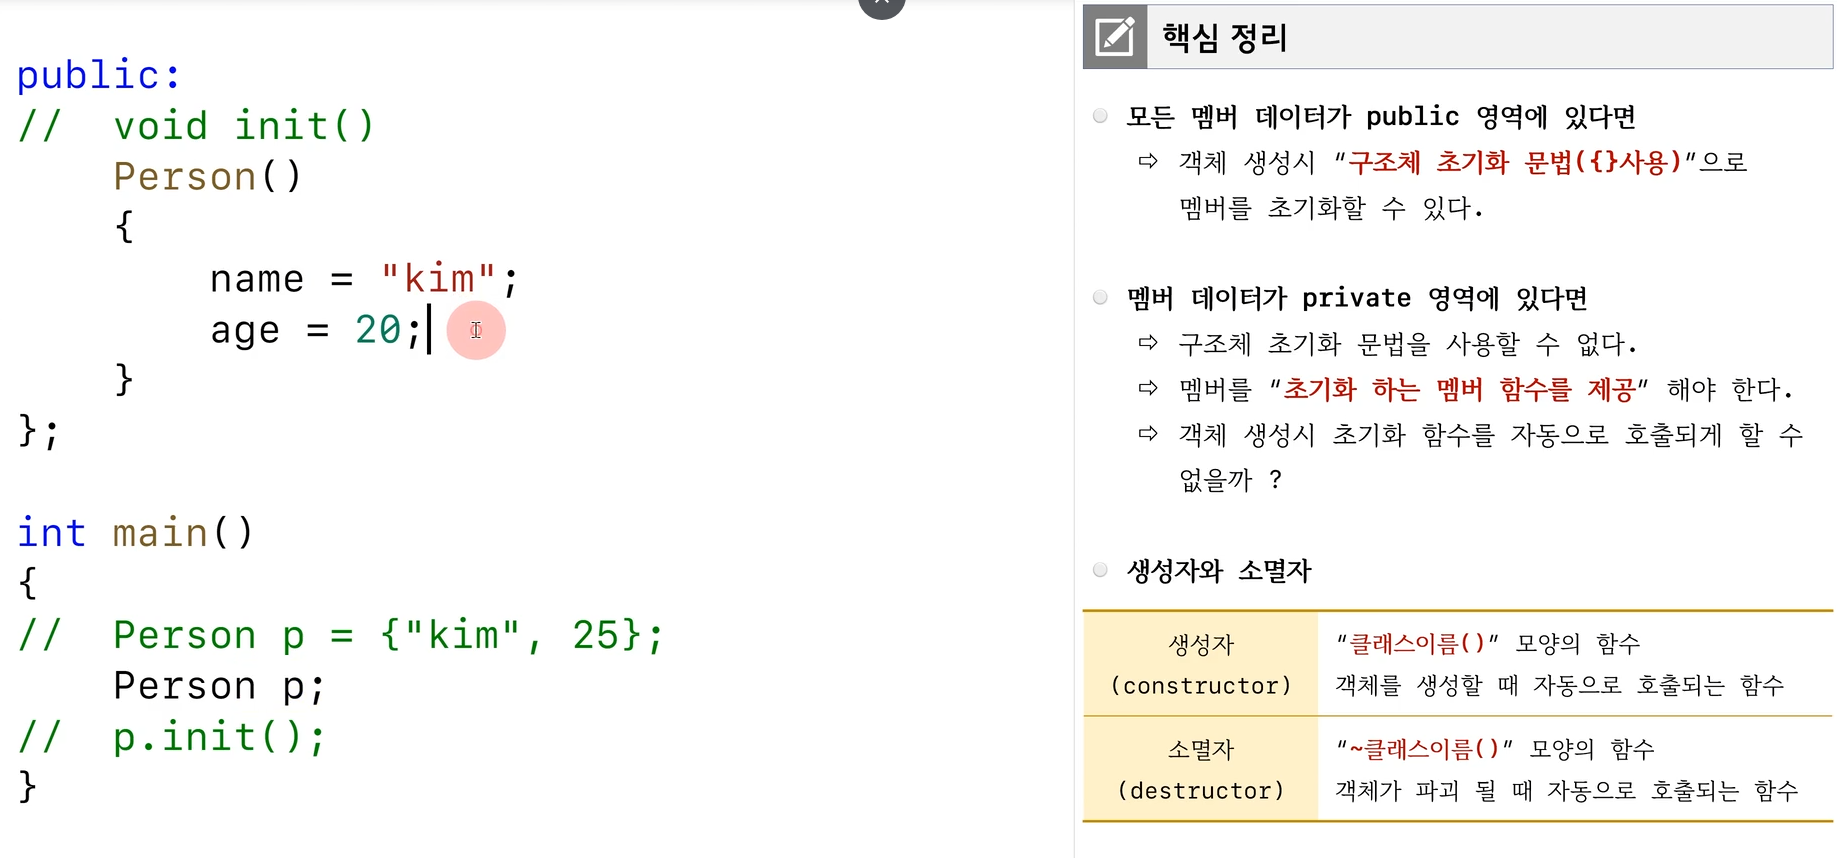 public:
//  void init()
    Person()
    {
        name = "kim";
        age = 20;
    }
};

int main()
{
//  Person p = {"kim", 25};
    Person p;
//  p.init();
}
핵심 정리
모든 멤버 데이터가 public 영역에 있다면
⇨ 객체 생성시 “구조체 초기화 문법({}사용)”으로
멤버를 초기화할 수 있다.
멤버 데이터가 private 영역에 있다면
⇨ 구조체 초기화 문법을 사용할 수 없다.
⇨ 멤버를 “초기화 하는 멤버 함수를 제공” 해야 한다.
⇨ 객체 생성시 초기화 함수를 자동으로 호출되게 할 수
없을까 ?
생성자와 소멸자
생성자
(constructor)
“클래스이름()” 모양의 함수
객체를 생성할 때 자동으로 호출되는 함수
소멸자
(destructor)
“~클래스이름()” 모양의 함수
객체가 파괴 될 때 자동으로 호출되는 함수